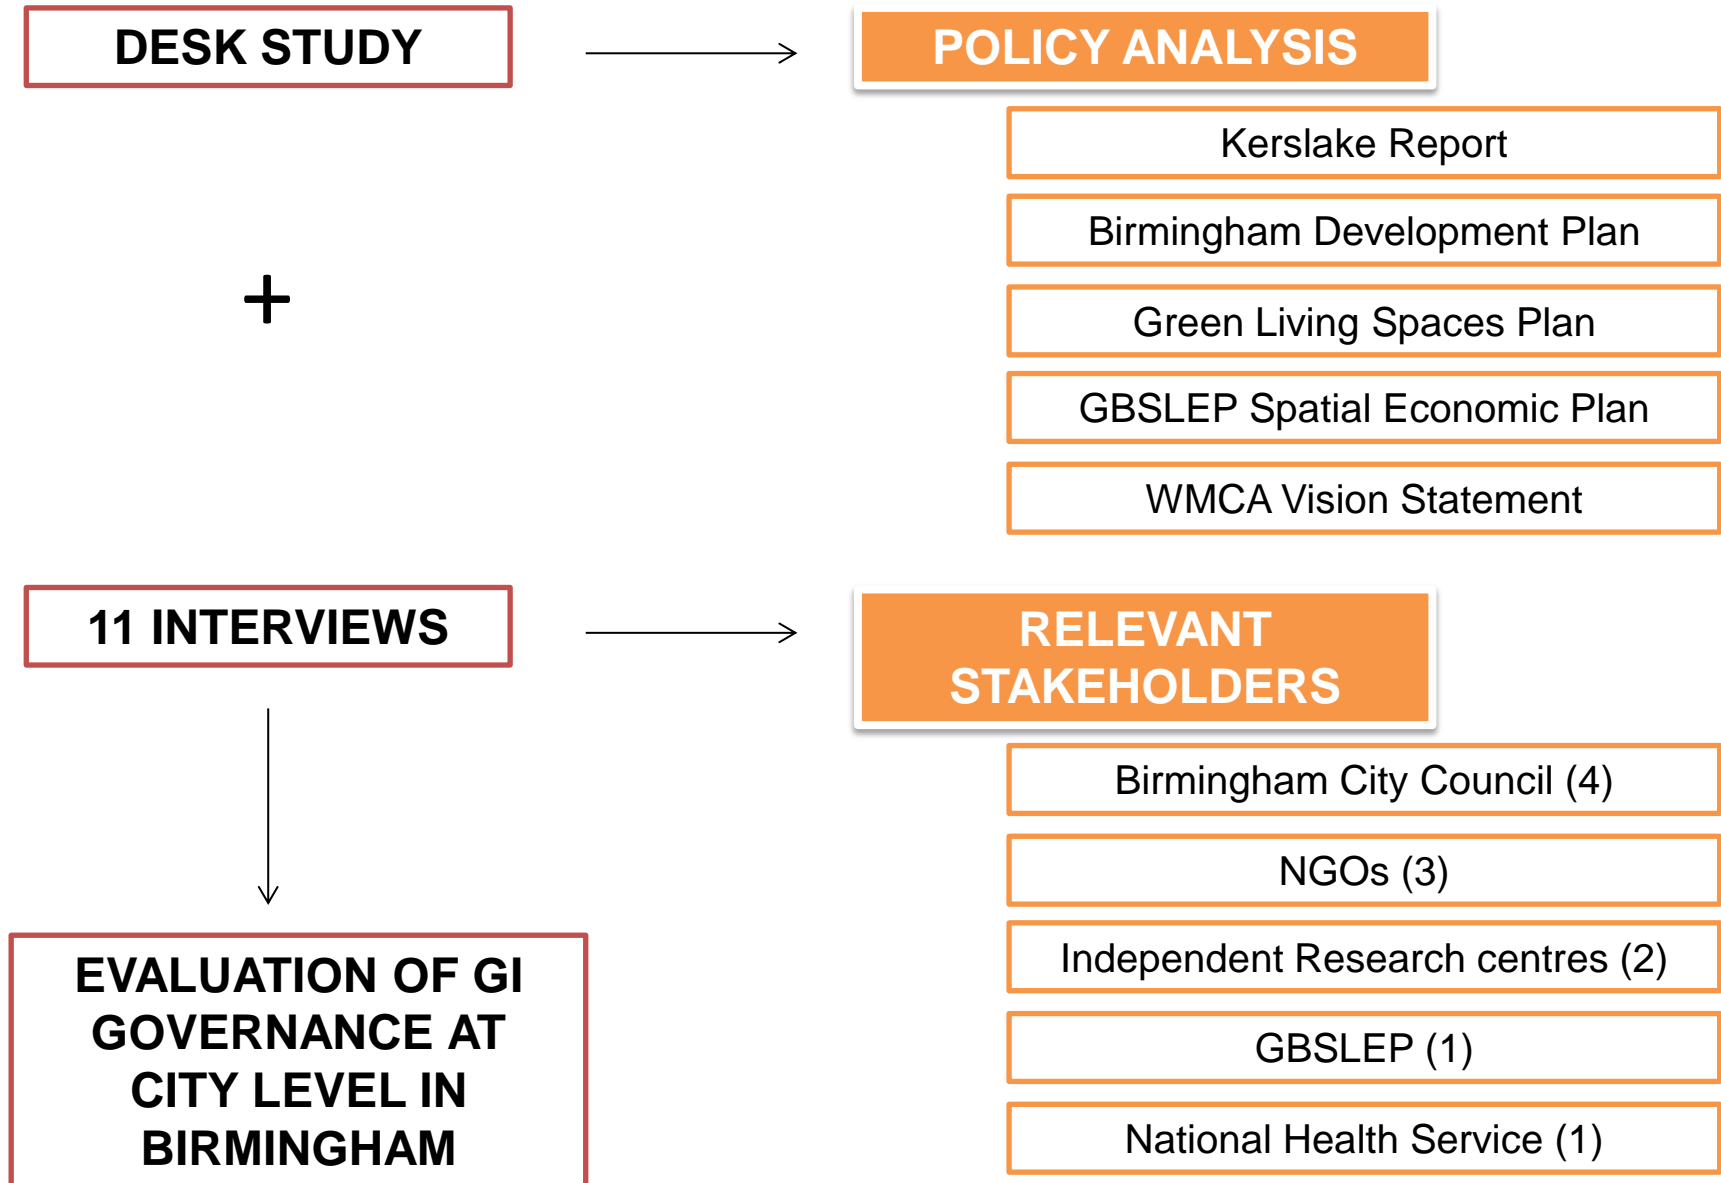 DESK STUDY
POLICY ANALYSIS
Kerslake Report
Birmingham Development Plan
+
Green Living Spaces Plan
GBSLEP Spatial Economic Plan
WMCA Vision Statement
11 INTERVIEWS
RELEVANT
STAKEHOLDERS
Birmingham City Council (4)
NGOs (3)
Independent Research centres (2)
GBSLEP (1)
National Health Service (1)
EVALUATION OF GI
GOVERNANCE AT
CITY LEVEL IN
BIRMINGHAM